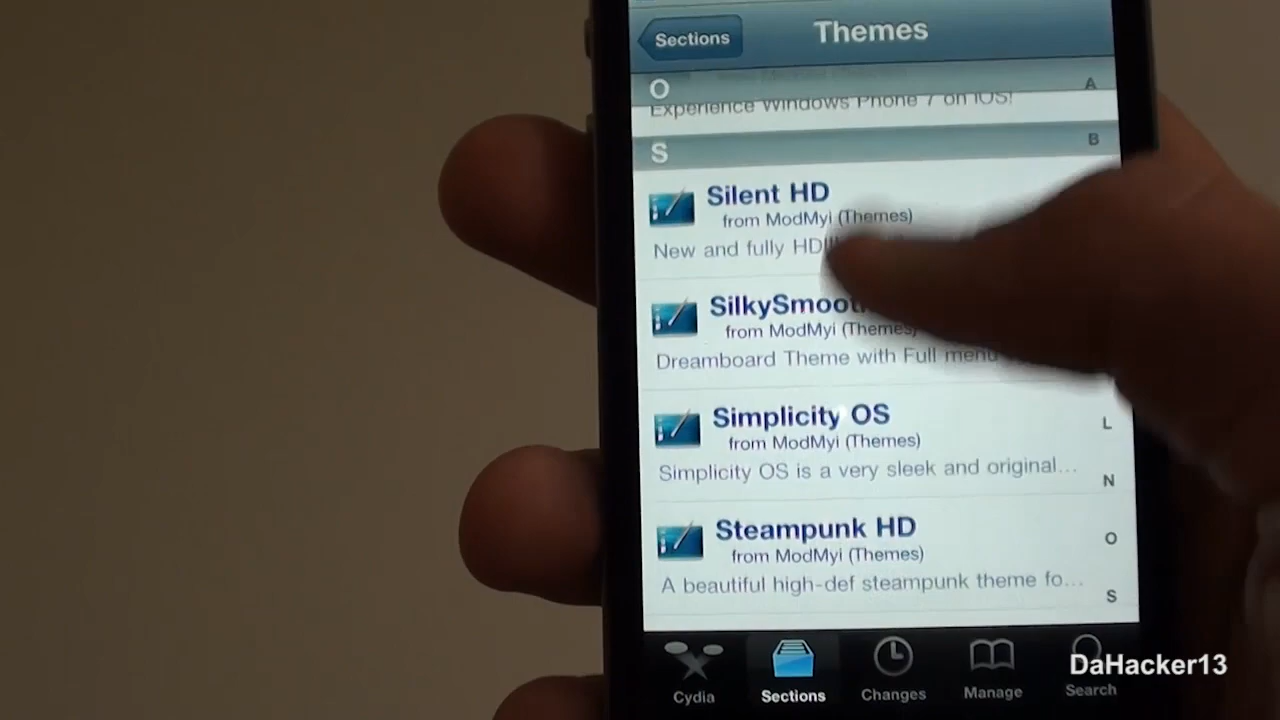 Sections
Themes
O
A
Experience Windows Phone 7 on iOS!
S
B
Silent HD
from ModMyi (Themes)
New and fully HD
from ModMyi (Themes)
Dreamboard Theme with Full menu
Simplicity OS
from ModMyi (Themes)
L
Simplicity OS is a very sleek and original...
N
Steampunk HD
from ModMyi (Themes)
O
A beautiful high-def steampunk theme fo...
S
DaHacker13
Cydia
Sections
Changes
Manage
Search